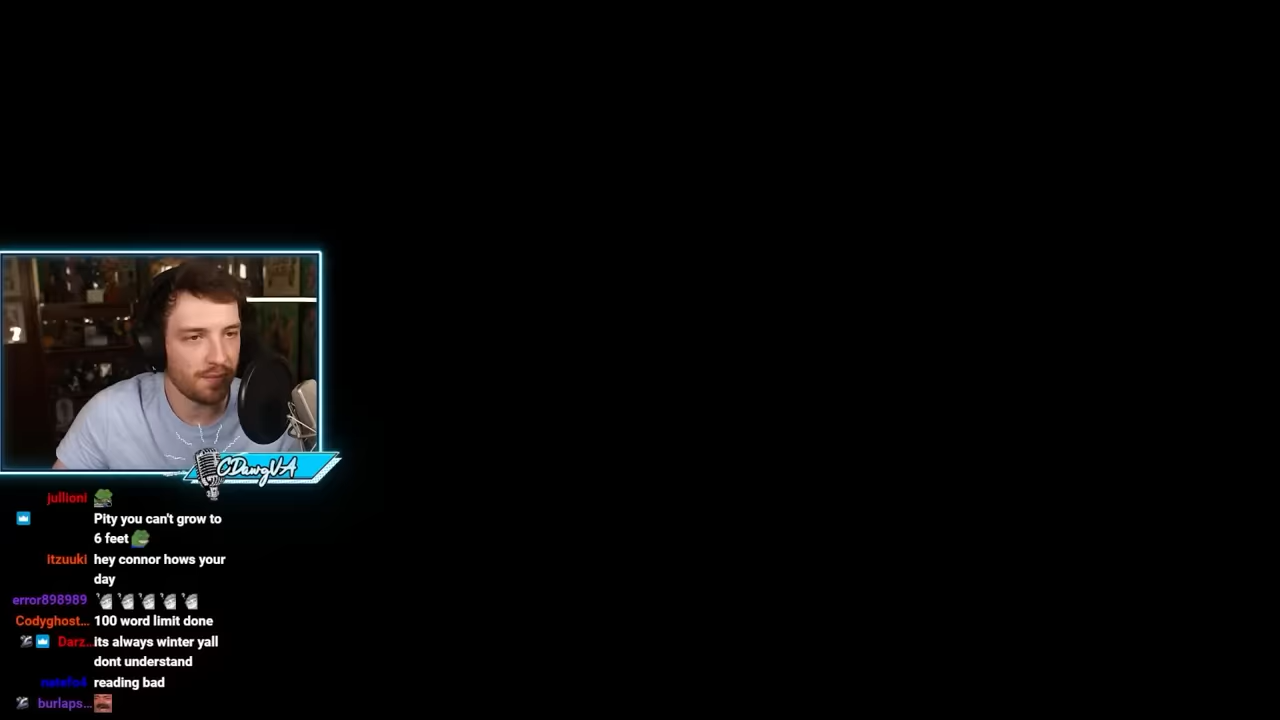 CDawgVA
jullioni
Pity you can't grow to
6 feet
itzuuki hey connor hows your
day
error898989
Codyghost... 100 word limit done
Darz... its always winter yall
dont understand
natefo4 reading bad
burlaps...